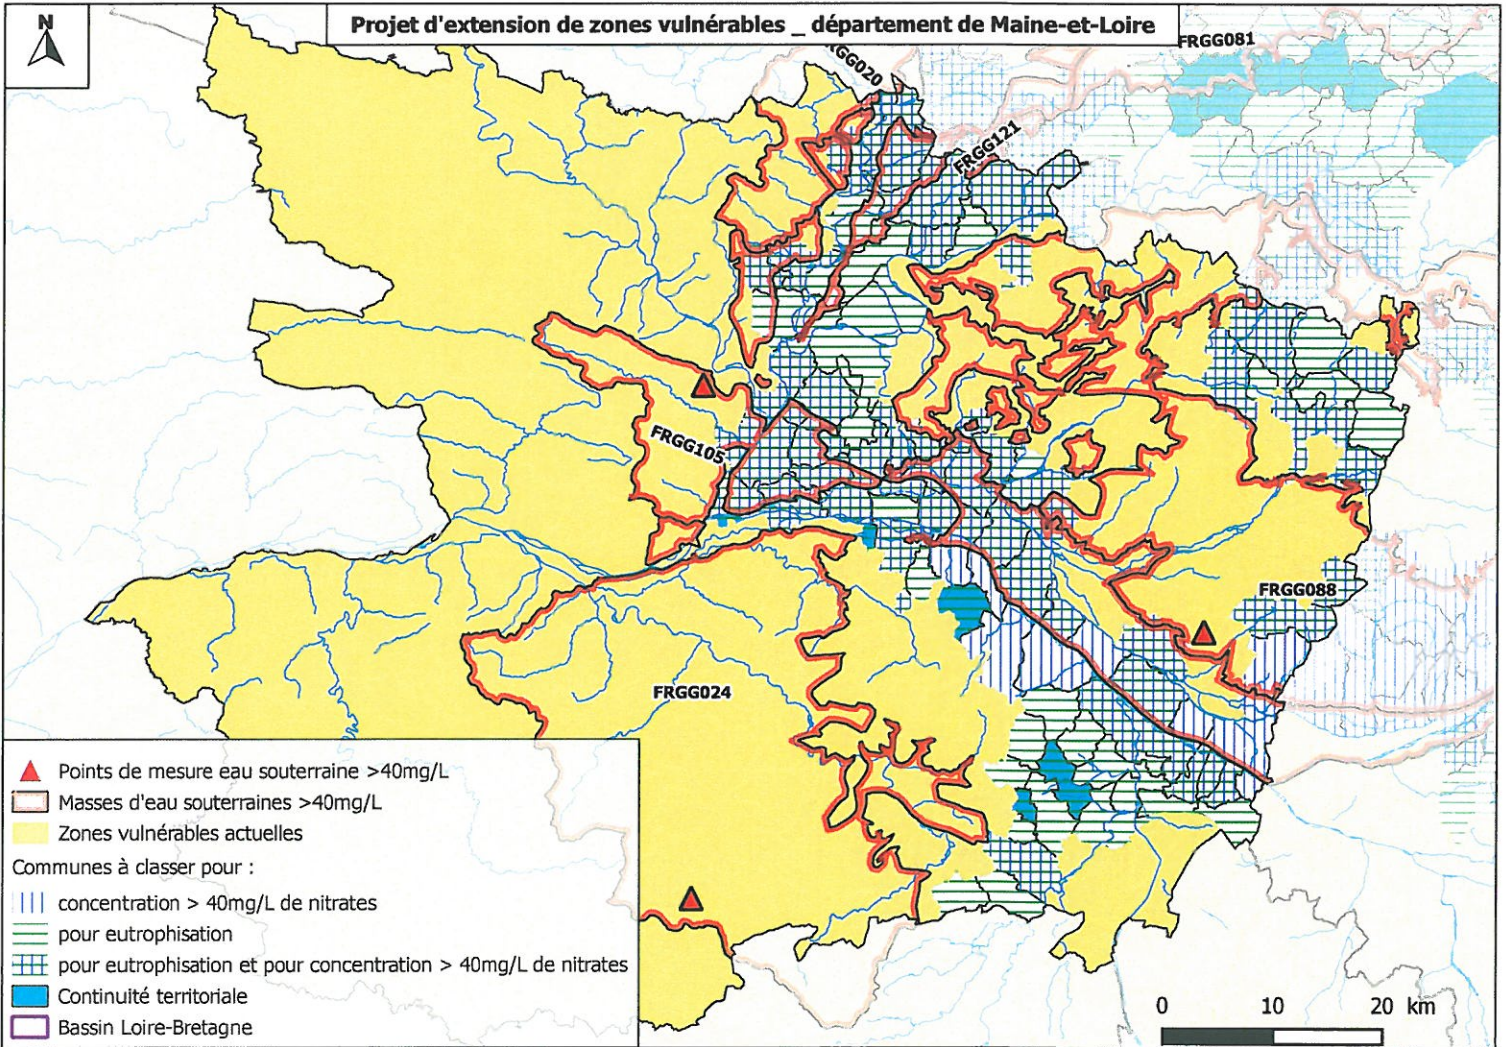 N
Projet d'extension de zones vulnérables _ département de Maine-et-Loire
FRGG081
RGG020
FRGG121
FRGG105
FRGG088
FRGG024
Points de mesure eau souterraine >40mg/L
Masses d'eau souterraines >40mg/L
Zones vulnérables actuelles
Communes à classer pour :
concentration > 40mg/L de nitrates
pour eutrophisation
pour eutrophisation et pour concentration > 40mg/L de nitrates
Continuité territoriale
Bassin Loire-Bretagne
0 10 20 km